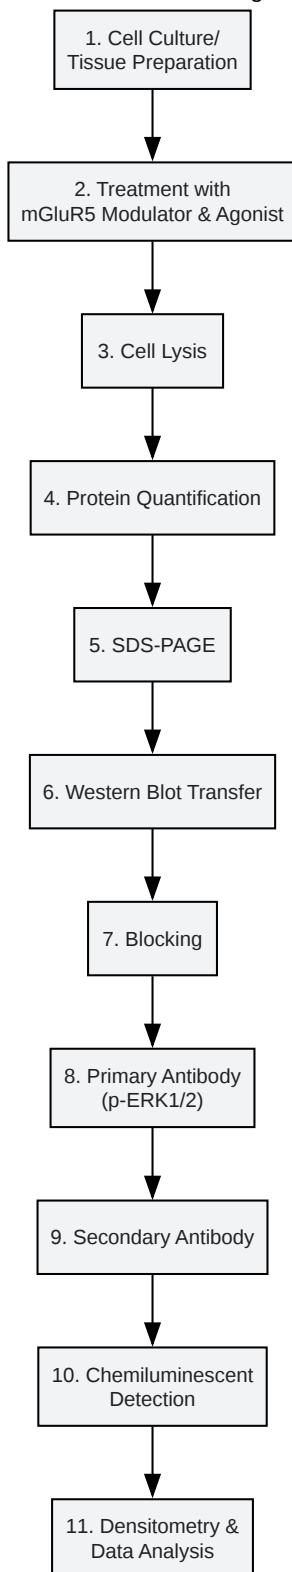 1. Cell Culture/
Tissue Preparation
2. Treatment with
mGluR5 Modulator & Agonist
3. Cell Lysis
4. Protein Quantification
5. SDS-PAGE
6. Western Blot Transfer
7. Blocking
8. Primary Antibody
(p-ERK1/2)
9. Secondary Antibody
10. Chemiluminescent
Detection
11. Densitometry &
Data Analysis